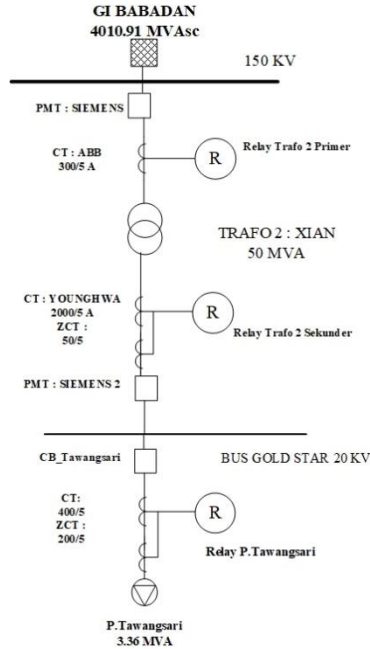 GI BABADAN
4010.91 MVAsc
150 KV
PMT : SIEMENS
CT : ABB
300/5 A
R
Relay Trafo 2 Primer
TRAFO 2 : XIAN
50 MVA
CT : YOUNGHWA
2000/5 A
ZCT :
50/5
R
Relay Trafo 2 Sekunder
PMT : SIEMENS 2
CB_Tawangsari
BUS GOLD STAR 20 KV
CT:
400/5
ZCT :
200/5
R
Relay P.Tawangsari
P.Tawangsari
3.36 MVA